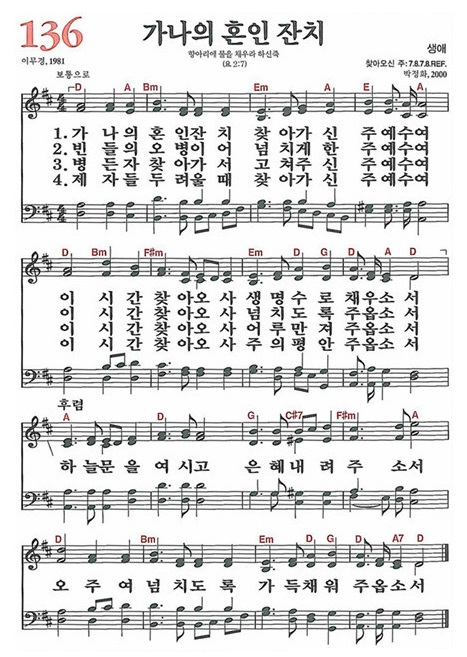 136
가나의 혼인 잔치
생애
항아리에 물을 채우라 하신즉
(요 2:7)
이무경, 1981
찾아오신 주: 7.8.7.8.REF.
보통으로
박정화, 2000
D A Bm Em D Em A
1. 가 나의 혼 인잔 치 찾 아가 신 주 예수여
2. 빈 들의 오 병이 어 넘 치게 한 주 예수여
3. 병 든자 찾 아가 서 고 쳐주 신 주 예수여
4. 제 자들 두 려울 때 찾 아가 신 주 예수여
D Bm F#m Em D G D Em D
이 시 간 찾 아 오 사 생 명 수 로 채 우소 서
이 시 간 찾 아 오 사 넘 치 도 록 주 옵소 서
이 시 간 찾 아 오 사 어 루 만 져 주 옵소 서
이 시 간 찾 아 오 사 주 의 평 안 주 옵소 서
후렴
A D G C#7 F#m A
하 늘문 을 여 시고 은 혜내 려 주 소서
D Bm Em D G D A7 D
오 주 여 넘 치도 록 가 득채 워 주옵소서